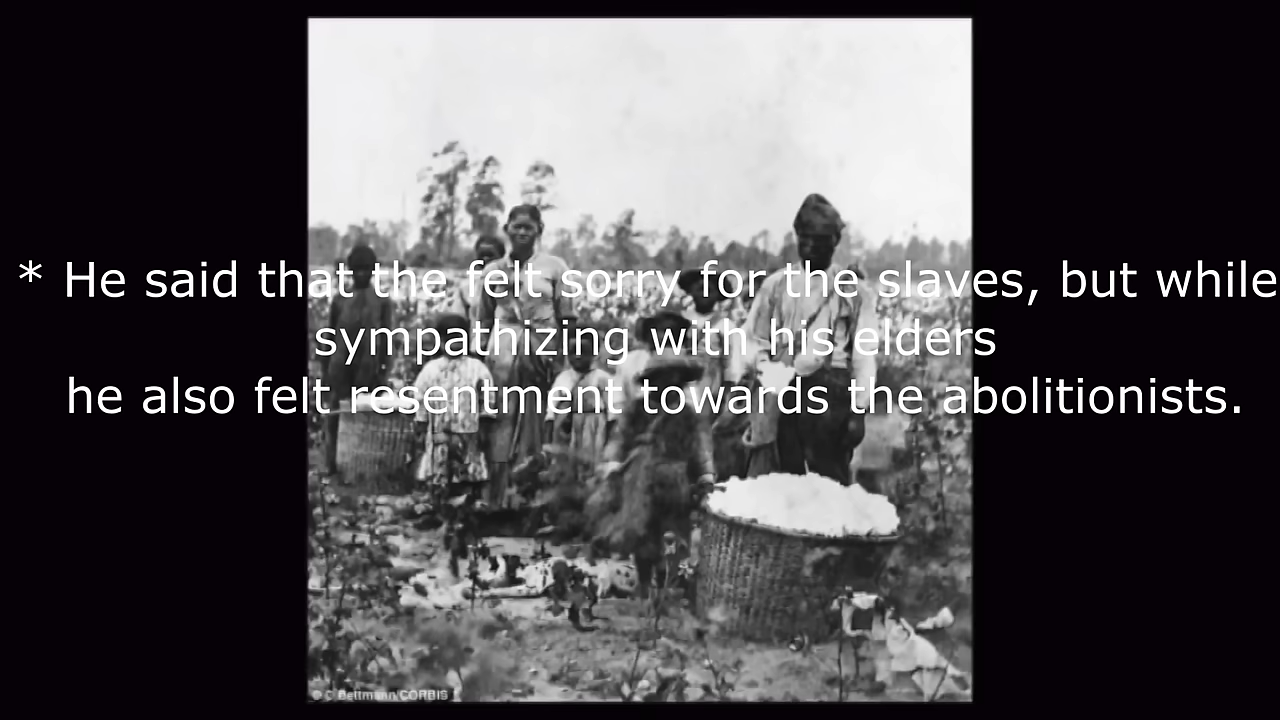 * He said that the felt sorry for the slaves, but while
sympathizing with his elders
he also felt resentment towards the abolitionists.
© C Bettmann/CORBIS